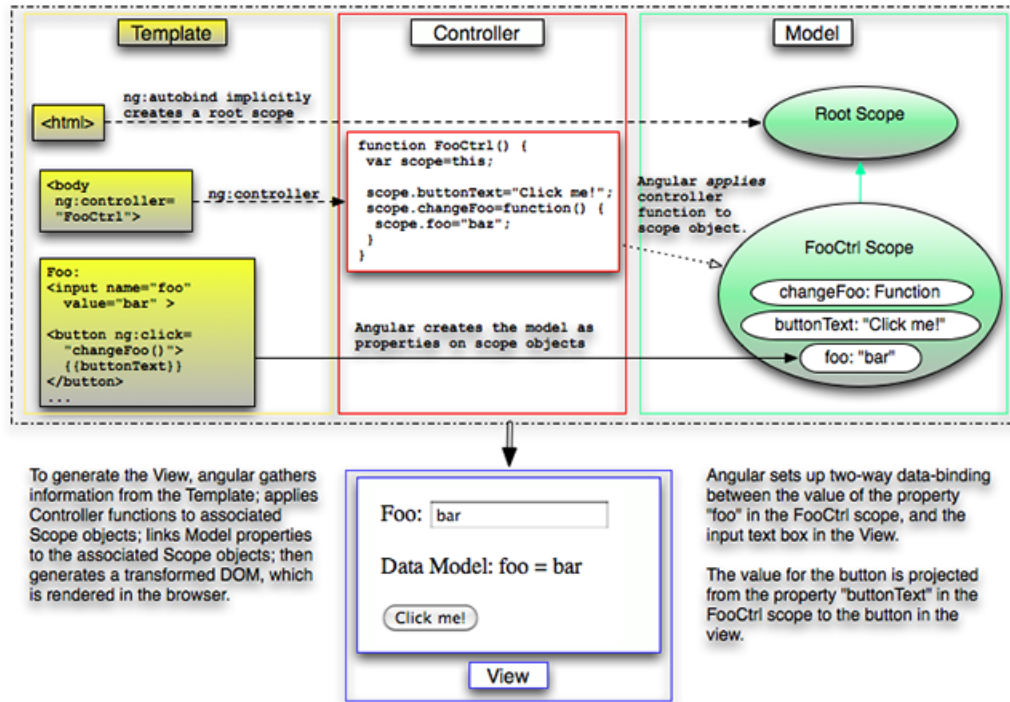 Template
Controller
Model
ng:autobind implicitly
creates a root scope
<html>
Root Scope
<body
ng:controller=
"FooCtrl">
ng:controller
function FooCtrl() {
var scope=this;
scope.buttonText="Click me!";
scope.changeFoo=function() {
scope.foo="baz";
}
}
Angular applies
controller
function to
scope object.
FooCtrl Scope
changeFoo: Function
buttonText: "Click me!"
foo: "bar"
Foo:
<input name="foo"
value="bar" >
<button ng:click=
"changeFoo()">
{{buttonText}}
</button>
...
Angular creates the model as
properties on scope objects
To generate the View, angular gathers
information from the Template; applies
Controller functions to associated
Scope objects; links Model properties
to the associated Scope objects; then
generates a transformed DOM, which
is rendered in the browser.
Foo: bar
Data Model: foo = bar
Click me!
View
Angular sets up two-way data-binding
between the value of the property
"foo" in the FooCtrl scope, and the
input text box in the View.
The value for the button is projected
from the property "buttonText" in the
FooCtrl scope to the button in the
view.